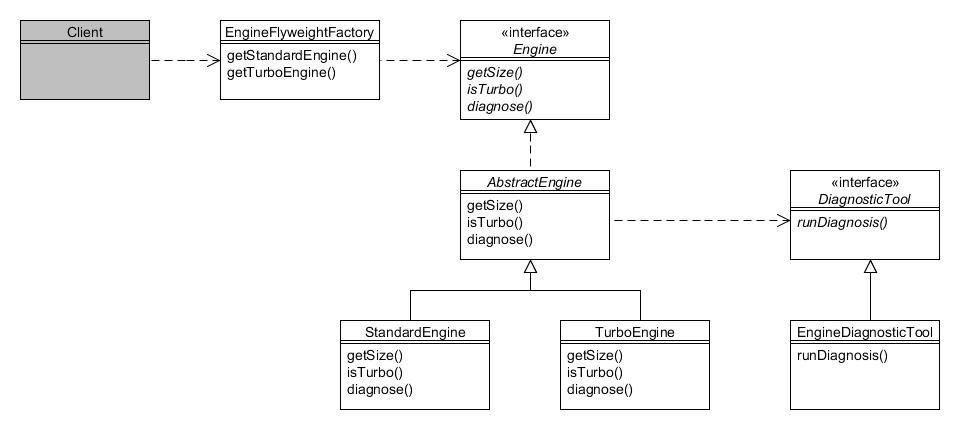 Client
EngineFlyweightFactory
getStandardEngine()
getTurboEngine()
«interface»
Engine
getSize()
isTurbo()
diagnose()
AbstractEngine
getSize()
isTurbo()
diagnose()
«interface»
DiagnosticTool
runDiagnosis()
StandardEngine
getSize()
isTurbo()
diagnose()
TurboEngine
getSize()
isTurbo()
diagnose()
EngineDiagnosticTool
runDiagnosis()